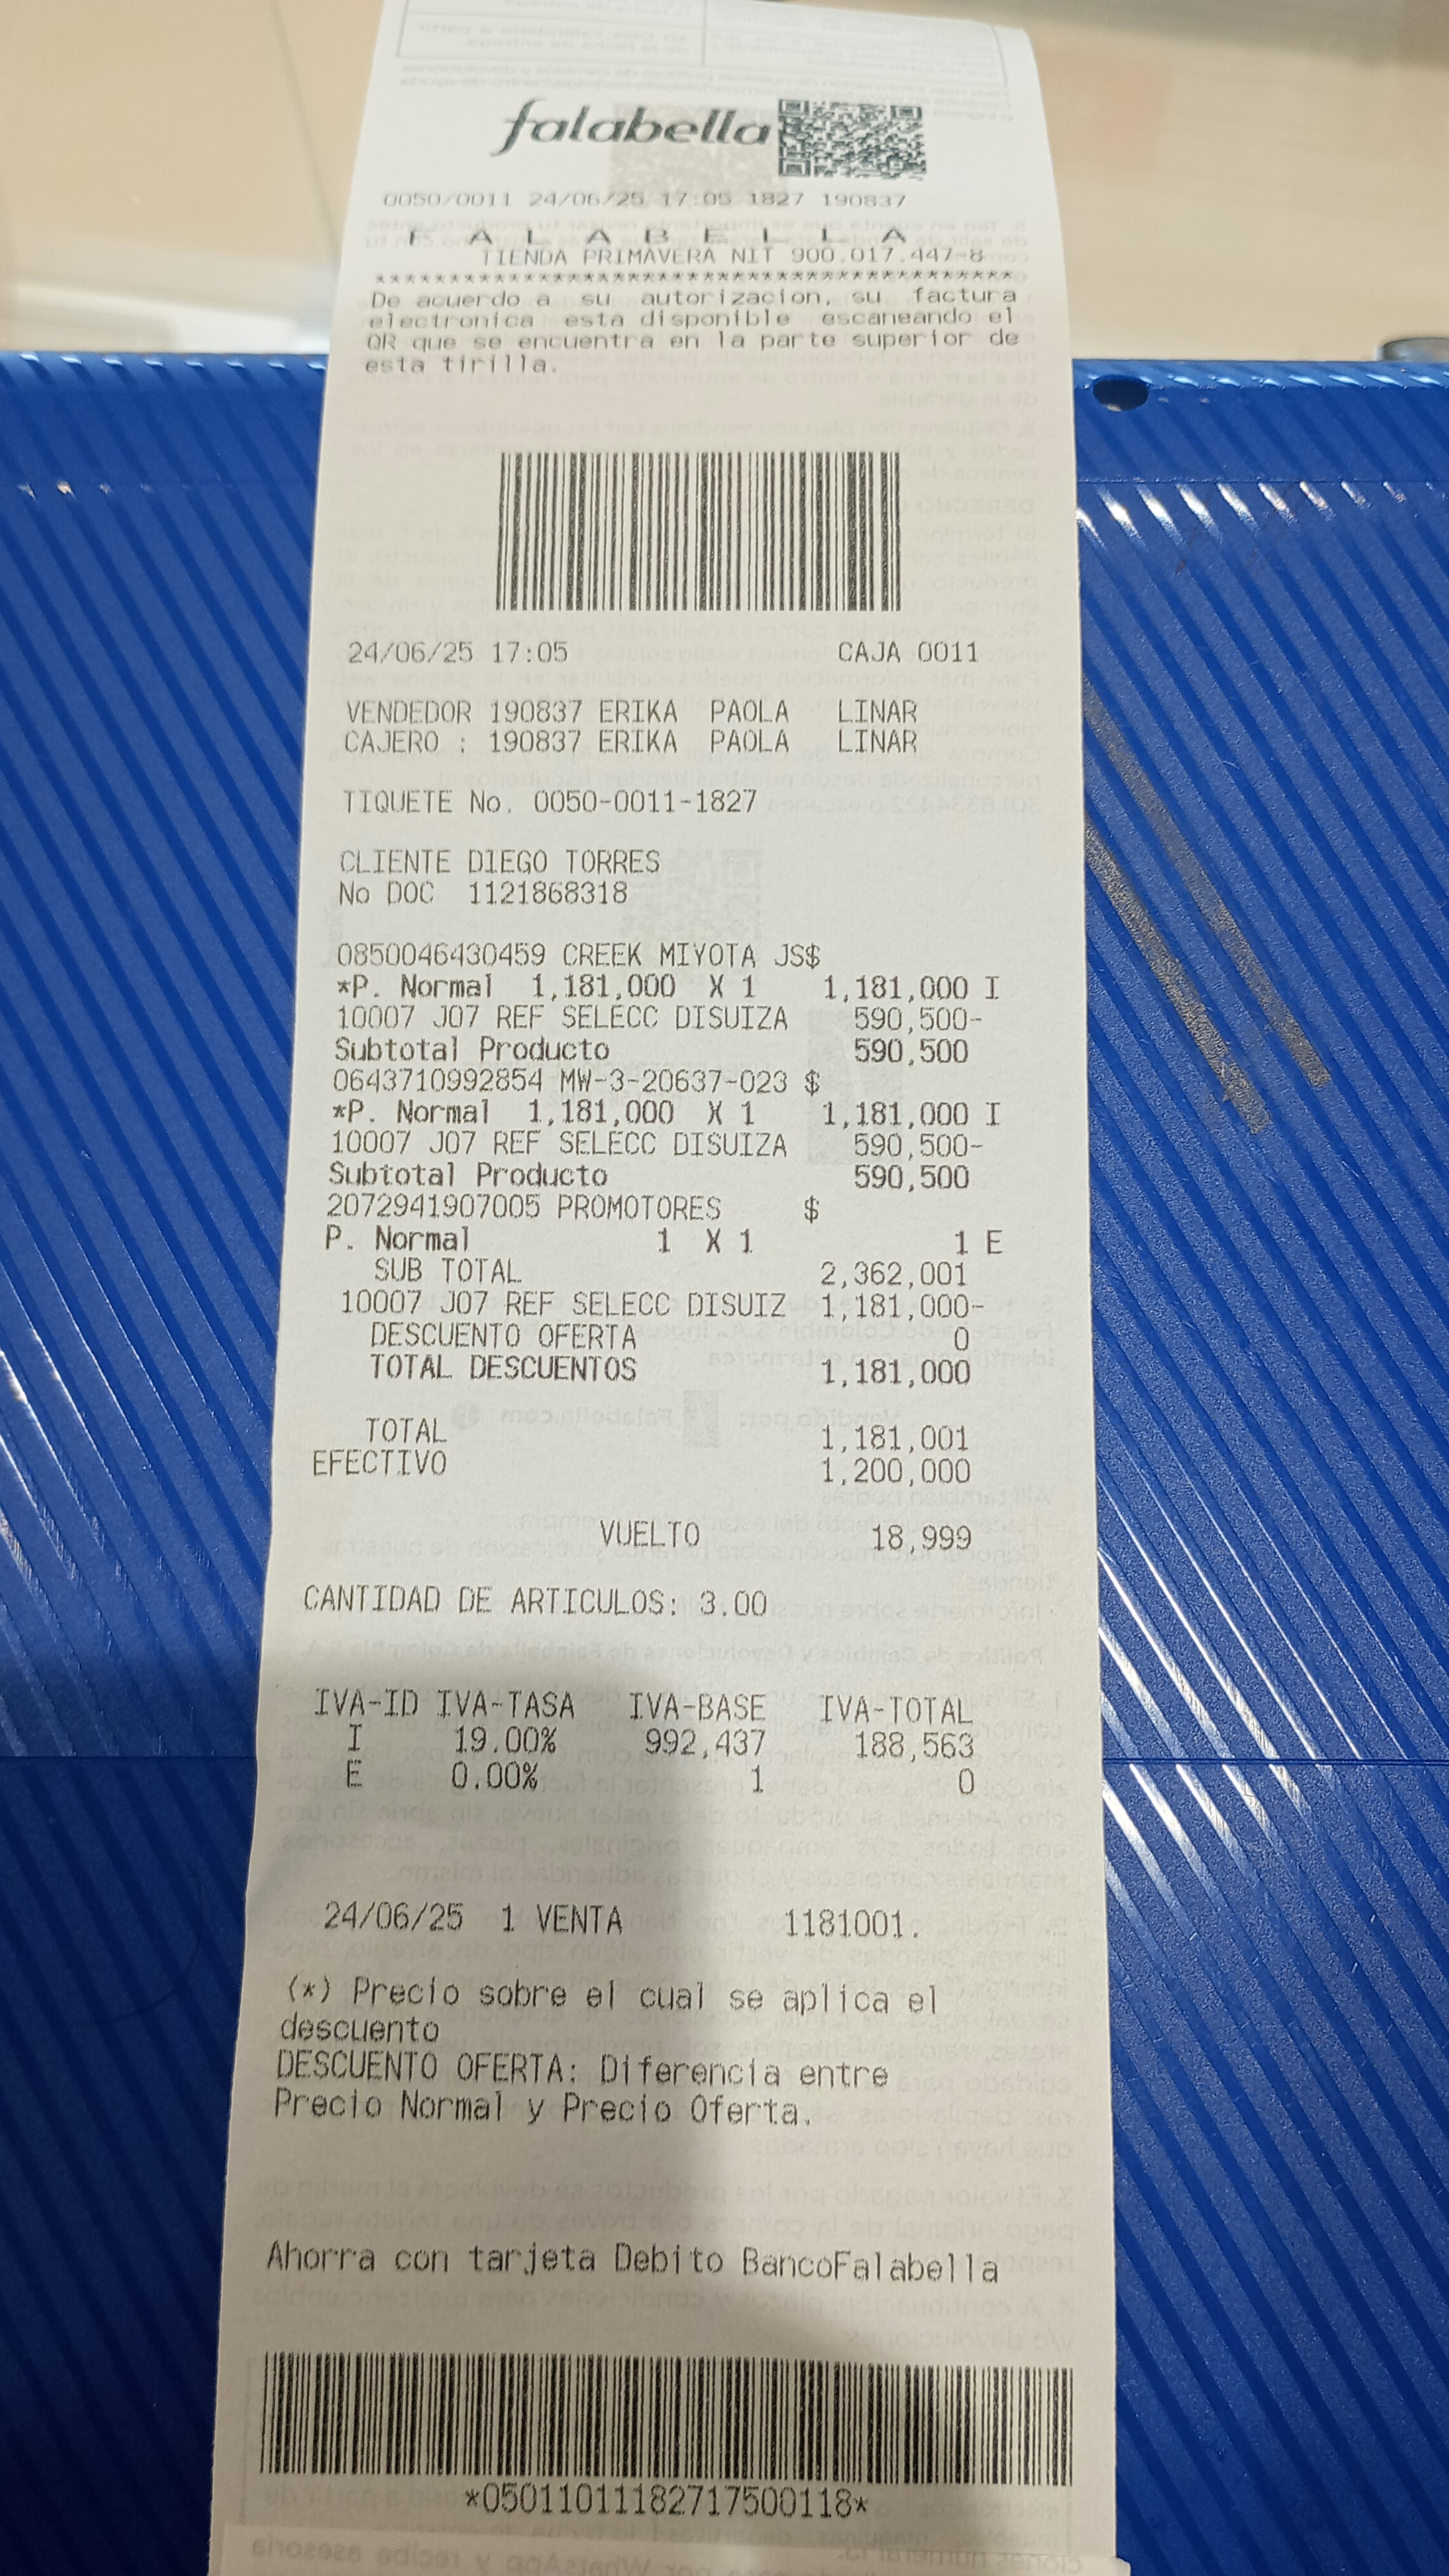 falabella
0050/0011 24/06/25 17:05 1827 190837
F A L A B E L L A
TIENDA PRIMAVERA NIT 900.017.447-8
******************************************
De acuerdo a su autorizacion, su factura
electronica esta disponible escaneando el
QR que se encuentra en la parte superior de
esta tirilla.
24/06/25 17:05 CAJA 0011
VENDEDOR 190837 ERIKA PAOLA LINAR
CAJERO : 190837 ERIKA PAOLA LINAR
TIQUETE No. 0050-0011-1827
CLIENTE DIEGO TORRES
No DOC 1121868318
0850046430459 CREEK MIYOTA JS$
*P. Normal 1,181,000 X 1 1,181,000 I
10007 J07 REF SELECC DISUIZA 590,500-
Subtotal Producto 590,500
0643710992854 MW-3-20637-023 $
*P. Normal 1,181,000 X 1 1,181,000 I
10007 J07 REF SELECC DISUIZA 590,500-
Subtotal Producto 590,500
2072941907005 PROMOTORES $
P. Normal 1 X 1 1 E
SUB TOTAL 2,362,001
10007 J07 REF SELECC DISUIZ 1,181,000-
DESCUENTO OFERTA 0
TOTAL DESCUENTOS 1,181,000
TOTAL 1,181,001
EFECTIVO 1,200,000
VUELTO 18,999
CANTIDAD DE ARTICULOS: 3.00
IVA-ID IVA-TASA IVA-BASE IVA-TOTAL
I 19.00% 992,437 188,563
E 0.00% 1 0
24/06/25 1 VENTA 1181001.
(*) Precio sobre el cual se aplica el
descuento
DESCUENTO OFERTA: Diferencia entre
Precio Normal y Precio Oferta.
Ahorra con tarjeta Debito BancoFalabella
*05011011182717500118*